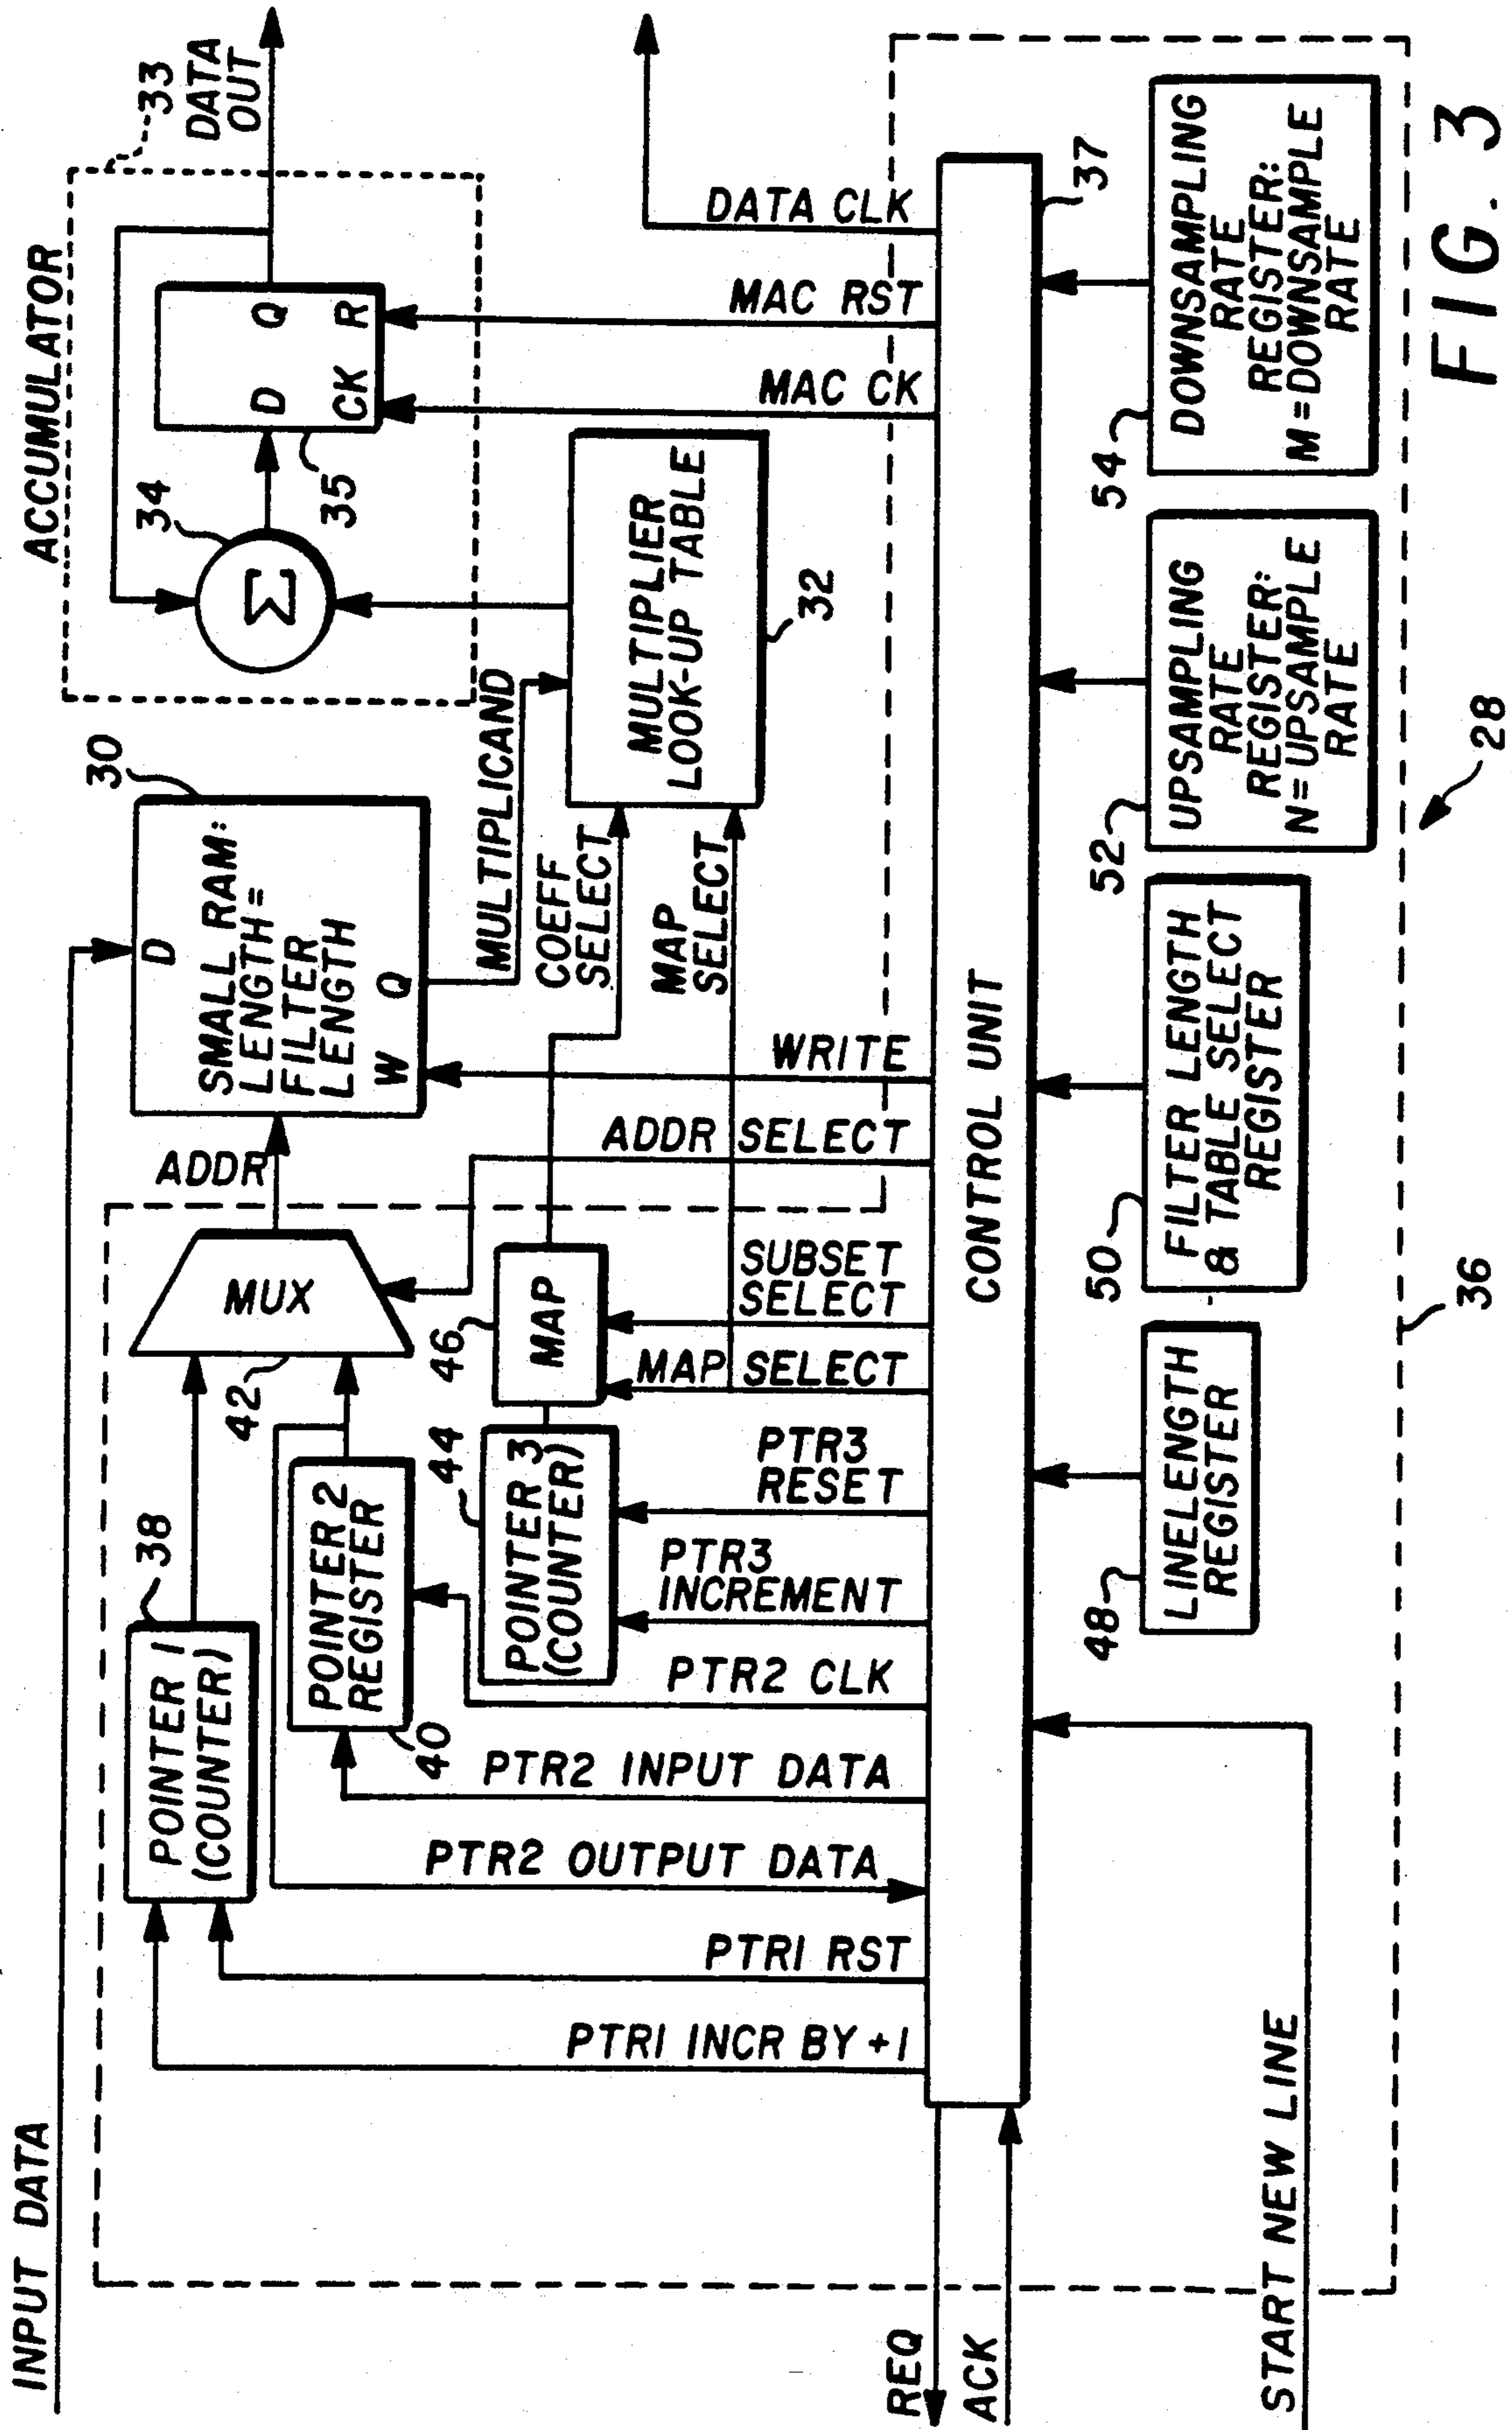 INPUT DATA
ACCUMULATOR
33
DATA
OUT
34
35
Σ
D
Q
CK
R
30
D
SMALL RAM:
LENGTH =
FILTER
LENGTH
W
Q
ADDR
MUX
42
38
POINTER 1
(COUNTER)
POINTER 2
REGISTER
40
44
POINTER 3
(COUNTER)
46
MAP
MULTIPLICAND
COEFF
SELECT
MAP
SELECT
MULTIPLIER
LOOK-UP TABLE
32
PTR1 INCR BY +1
PTR1 RST
PTR2 OUTPUT DATA
PTR2 INPUT DATA
PTR2 CLK
PTR3
INCREMENT
PTR3
RESET
MAP SELECT
SUBSET
SELECT
ADDR SELECT
WRITE
MAC CK
MAC RST
DATA CLK
REQ
ACK
CONTROL UNIT
37
START NEW LINE
48
LINELENGTH
REGISTER
50
FILTER LENGTH
& TABLE SELECT
REGISTER
52
UPSAMPLING
RATE
REGISTER:
N=UPSAMPLE
RATE
54
DOWNSAMPLING
RATE
REGISTER:
M=DOWNSAMPLE
RATE
36
28
FIG. 3